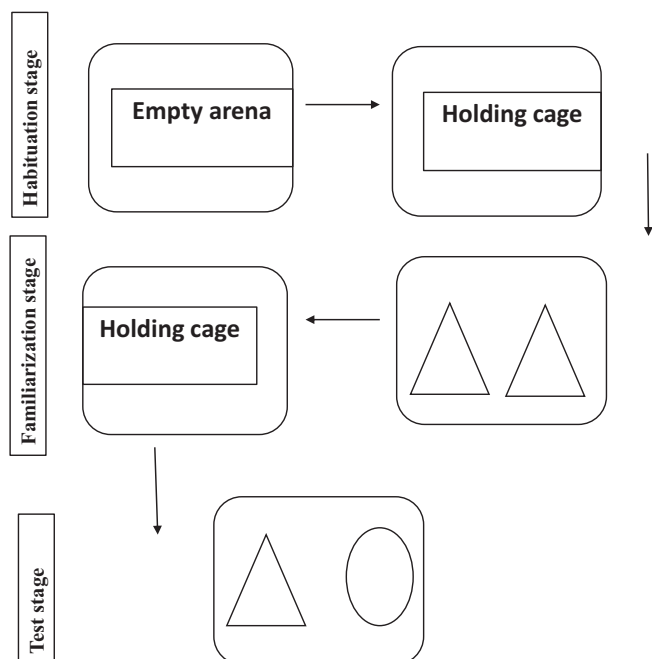 Habituation stage
Empty arena
Holding cage
Familiarization stage
Holding cage
Test stage